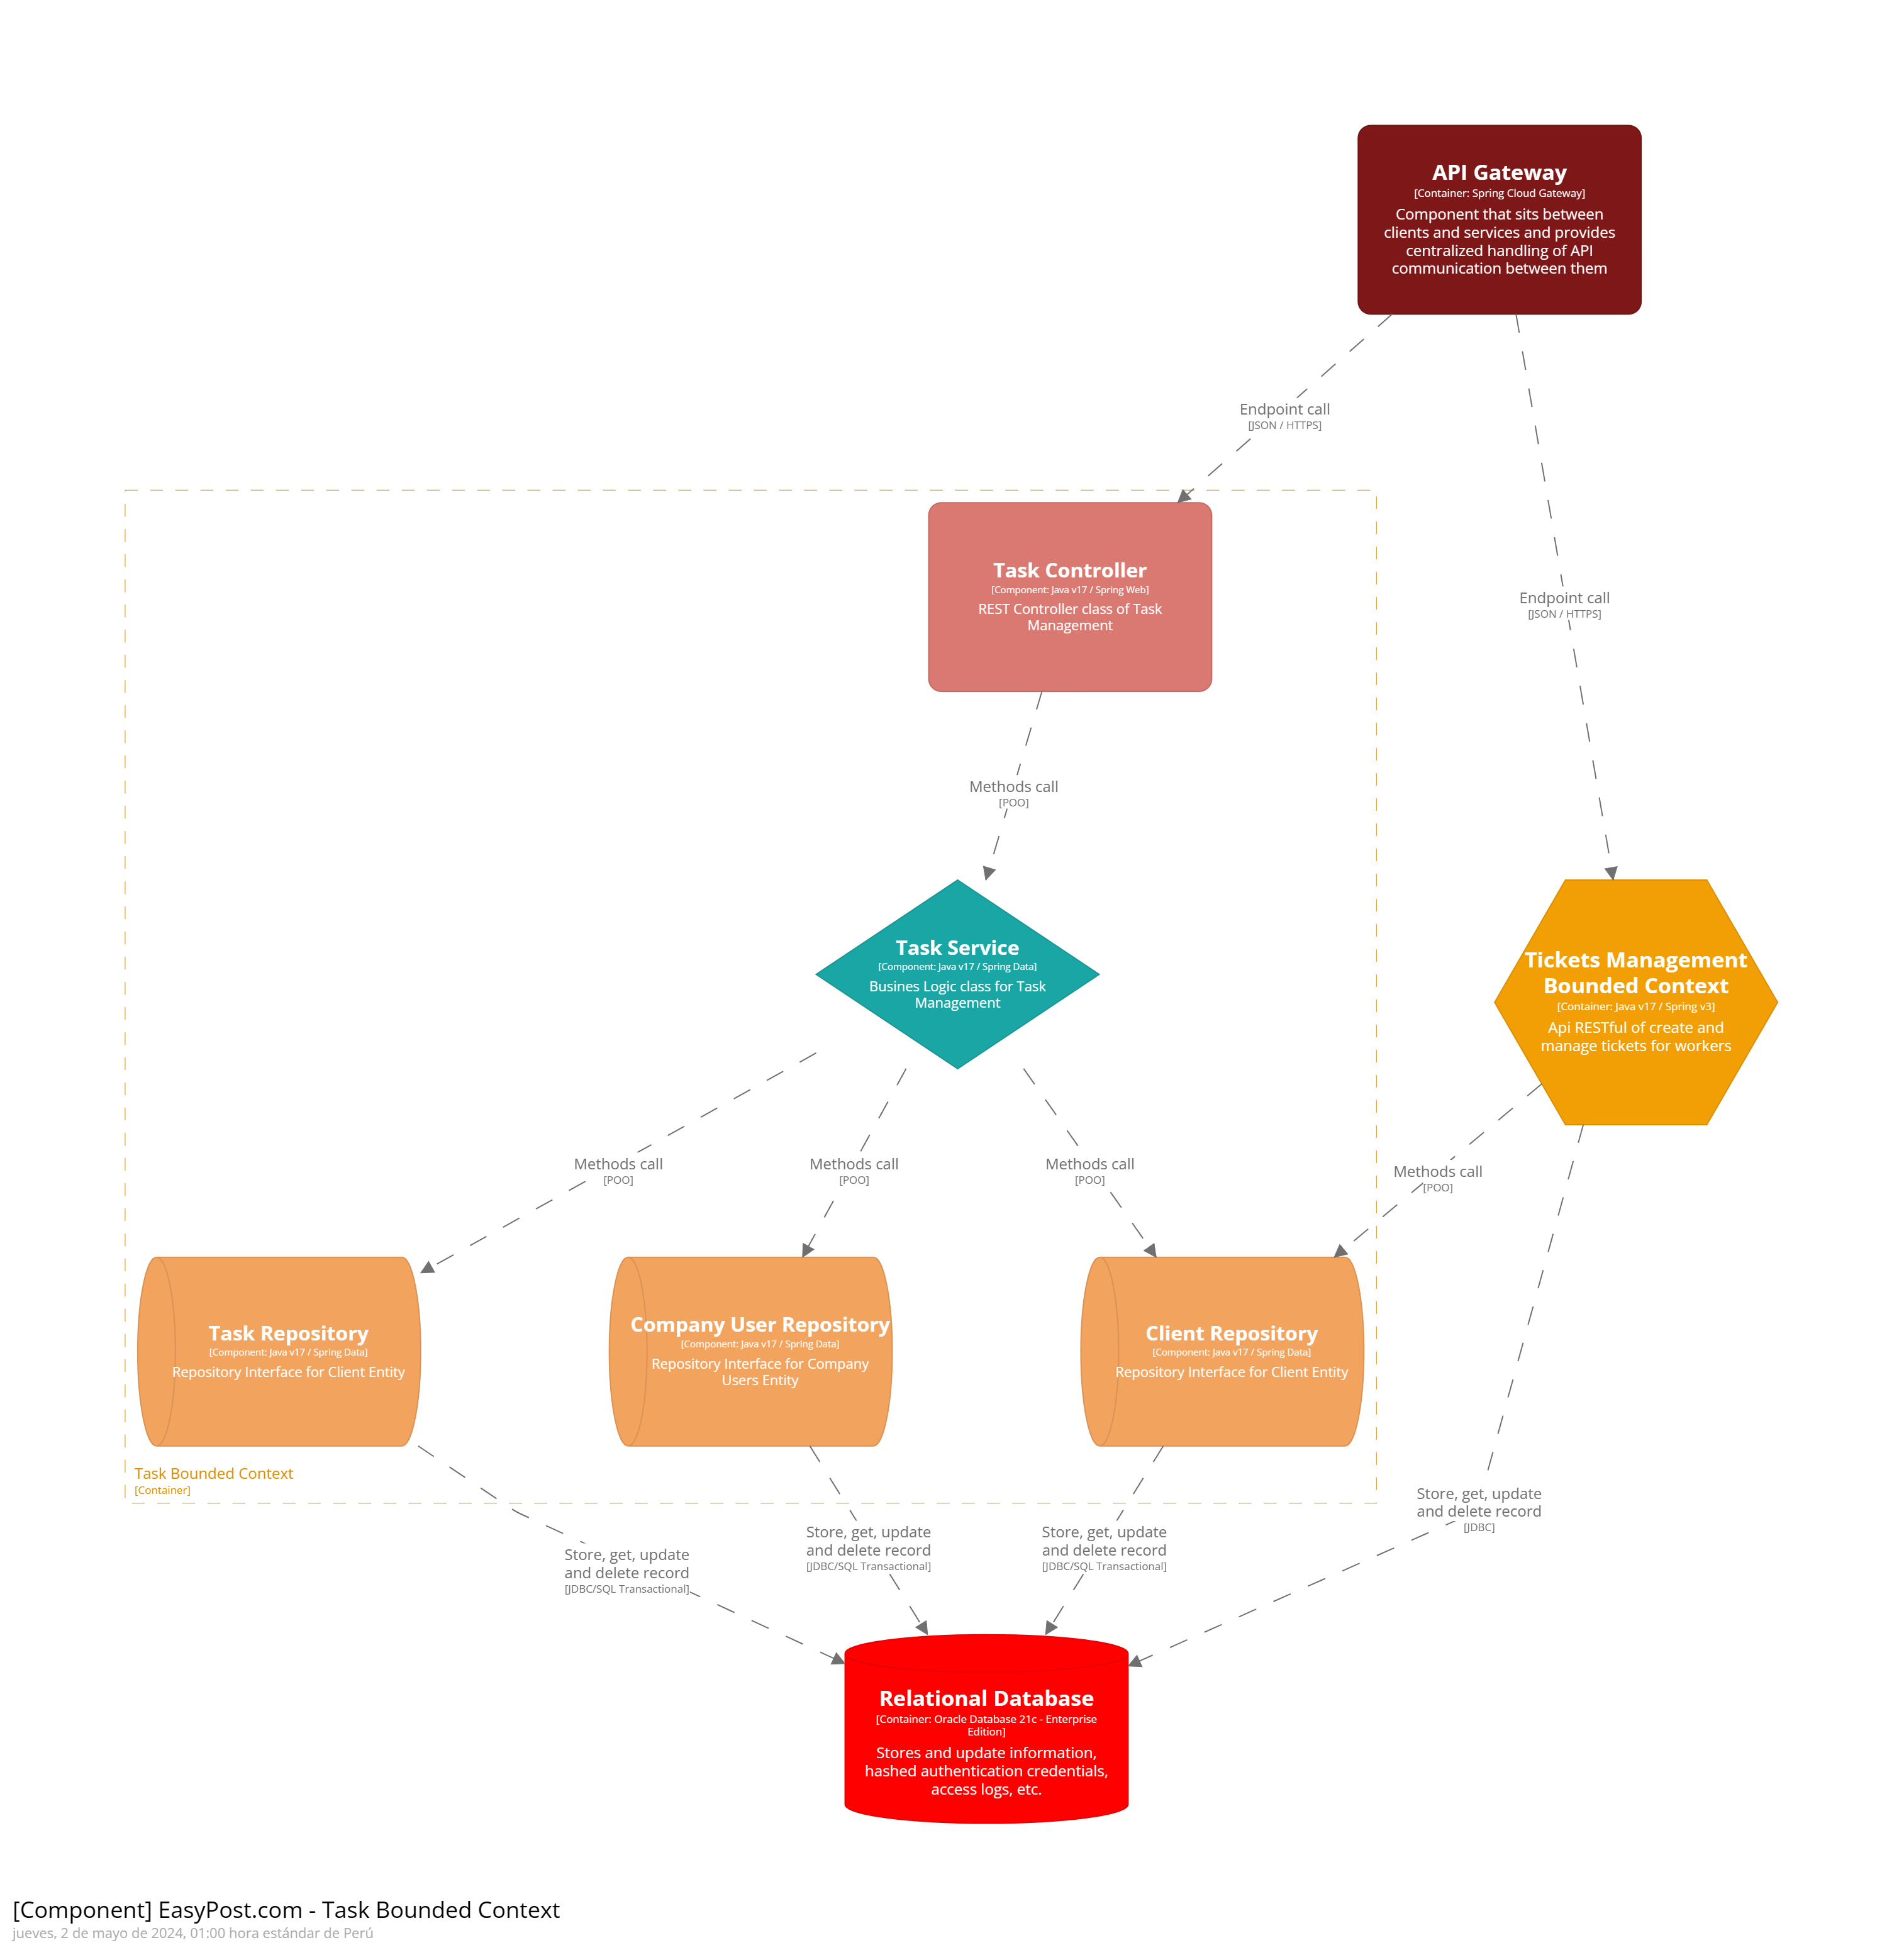 API Gateway
[Container: Spring Cloud Gateway]
Component that sits between
clients and services and provides
centralized handling of API
communication between them
Endpoint call
[JSON / HTTPS]
Task Controller
[Component: Java v17 / Spring Web]
REST Controller class of Task
Management
Endpoint call
[JSON / HTTPS]
Methods call
[POO]
Task Service
[Component: Java v17 / Spring Data]
Busines Logic class for Task
Management
Tickets Management
Bounded Context
[Container: Java v17 / Spring v3]
Api RESTful of create and
manage tickets for workers
Methods call
[POO]
Methods call
[POO]
Methods call
[POO]
Methods call
[POO]
Task Repository
[Component: Java v17 / Spring Data]
Repository Interface for Client Entity
Company User Repository
[Component: Java v17 / Spring Data]
Repository Interface for Company
Users Entity
Client Repository
[Component: Java v17 / Spring Data]
Repository Interface for Client Entity
Task Bounded Context
[Container]
Store, get, update
and delete record
[JDBC/SQL Transactional]
Store, get, update
and delete record
[JDBC/SQL Transactional]
Store, get, update
and delete record
[JDBC/SQL Transactional]
Store, get, update
and delete record
[JDBC]
Relational Database
[Container: Oracle Database 21c - Enterprise
Edition]
Stores and update information,
hashed authentication credentials,
access logs, etc.
[Component] EasyPost.com - Task Bounded Context
jueves, 2 de mayo de 2024, 01:00 hora estándar de Perú